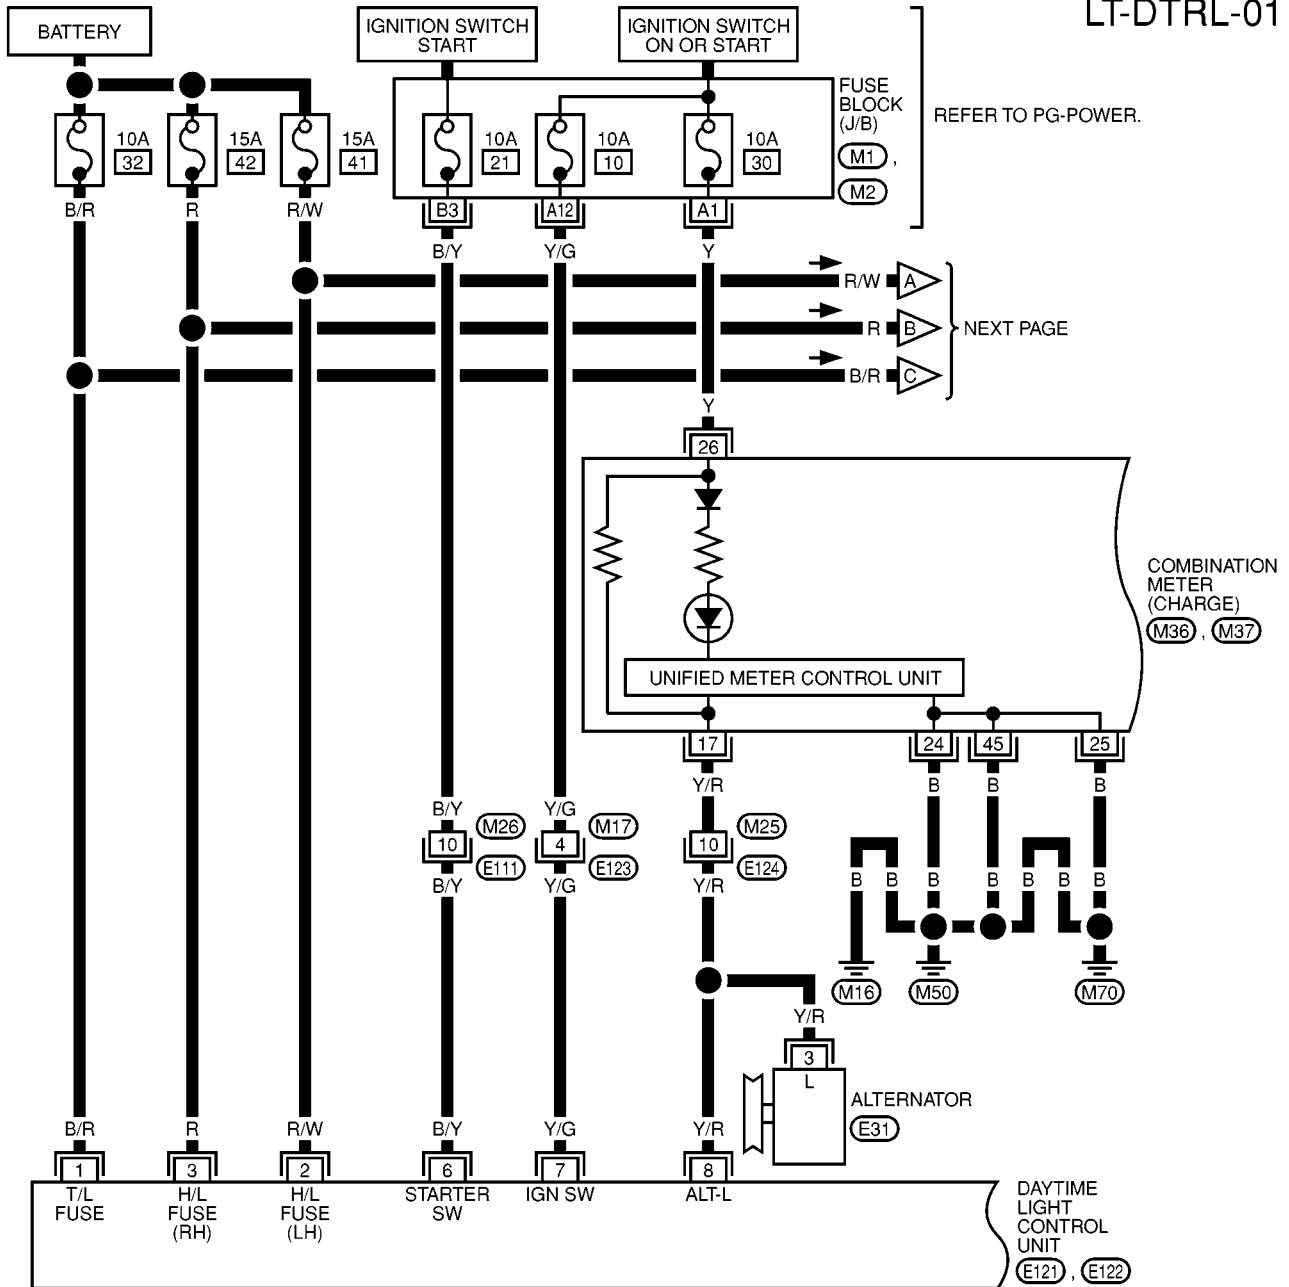 LT-DTRL-01
BATTERY
IGNITION SWITCH
START
IGNITION SWITCH
ON OR START
FUSE
BLOCK
(J/B)
M1 ,
M2
REFER TO PG-POWER.
10A
32
15A
42
15A
41
10A
21
10A
10
10A
30
B/R
R
R/W
B3
A12
A1
B/Y
Y/G
Y
R/W
A
R
B
NEXT PAGE
B/R
C
Y
26
COMBINATION
METER
(CHARGE)
M36 , M37
UNIFIED METER CONTROL UNIT
17
24
45
25
Y/R
B
B
B
B/Y
Y/G
10
M26
E111
4
M17
E123
10
M25
E124
B/Y
Y/G
Y/R
B
B
B
B
B
B
B
M16
M50
M70
Y/R
3
L
ALTERNATOR
E31
B/R
R
R/W
B/Y
Y/G
Y/R
1
3
2
6
7
8
T/L
FUSE
H/L
FUSE
(RH)
H/L
FUSE
(LH)
STARTER
SW
IGN SW
ALT-L
DAYTIME
LIGHT
CONTROL
UNIT
E121 , E122